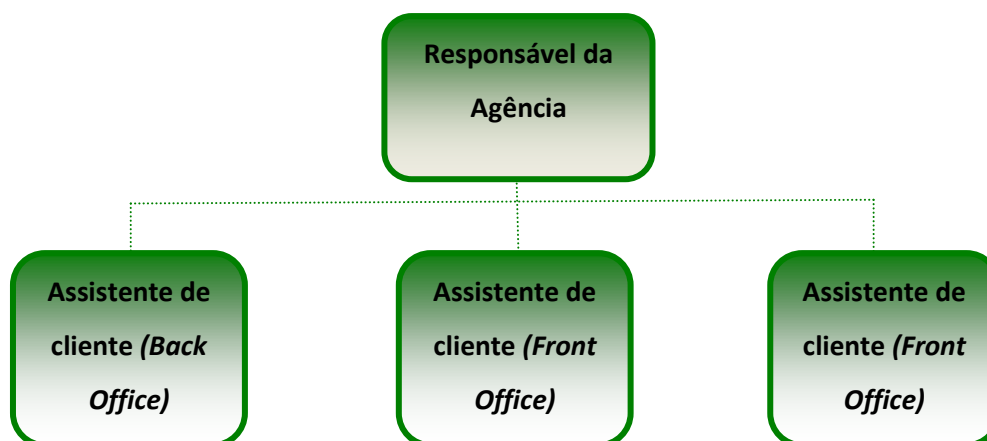 Responsável da
Agência
Assistente de
cliente (Back
Office)
Assistente de
cliente (Front
Office)
Assistente de
cliente (Front
Office)